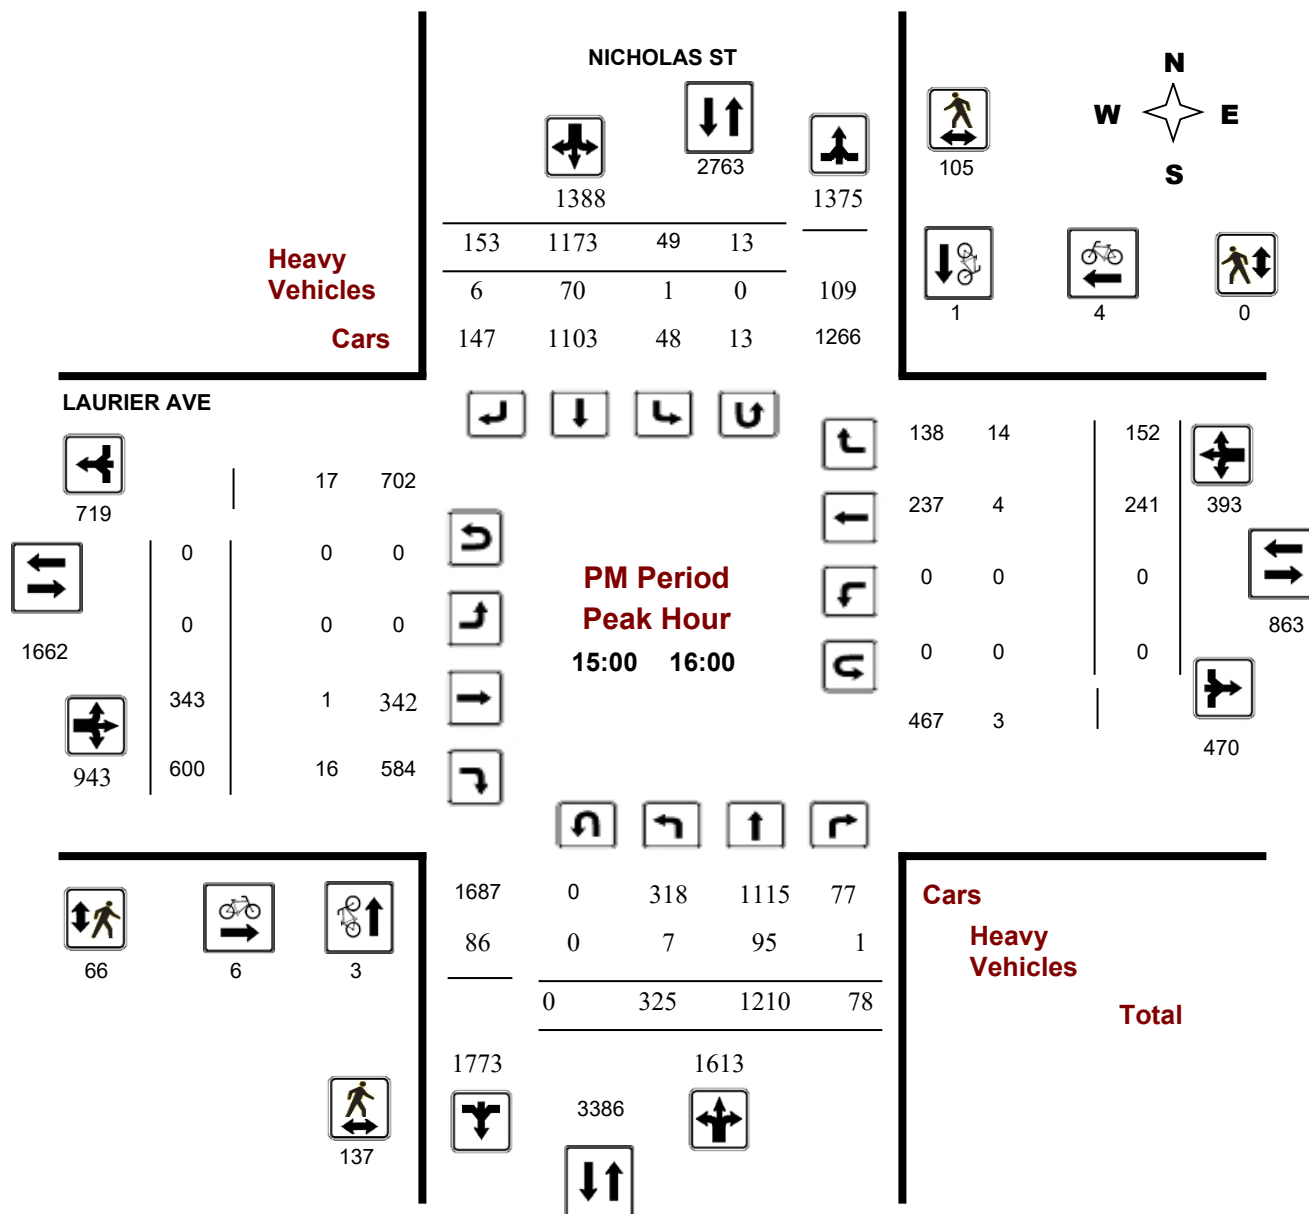 NICHOLAS ST
N
W E
S
2763
105
1388 1375
153 1173 49 13
Heavy
Vehicles
6 70 1 0 109
1 4 0
Cars
147 1103 48 13 1266
LAURIER AVE
138 14 152
17 702
719
237 4 241 393
0 0 0
PM Period
0 0 0
Peak Hour
863
0 0 0
1662
15:00 16:00
0 0 0
343 1 342
467 3
470
943
600 16 584
1687 0 318 1115 77
Cars
86 0 7 95 1
Heavy
Vehicles
66 6 3
0 325 1210 78
Total
1773 1613
3386
137